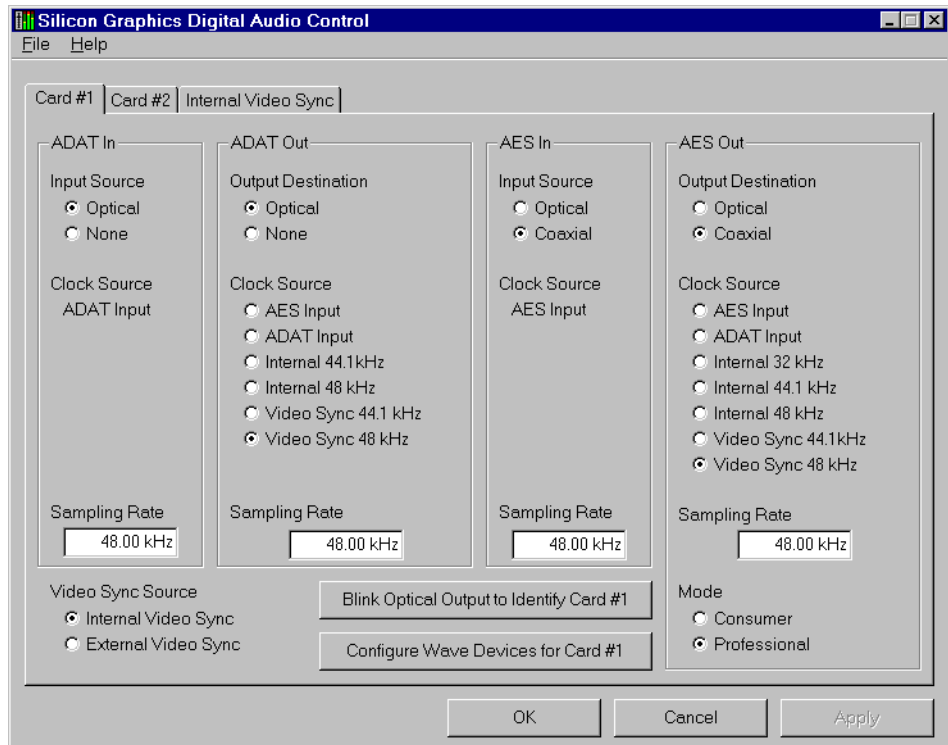 Silicon Graphics Digital Audio Control
File Help
Card #1 Card #2 Internal Video Sync
ADAT In
Input Source
Optical
None
Clock Source
ADAT Input
Sampling Rate
48.00 kHz
ADAT Out
Output Destination
Optical
None
Clock Source
AES Input
ADAT Input
Internal 44.1kHz
Internal 48 kHz
Video Sync 44.1 kHz
Video Sync 48 kHz
Sampling Rate
48.00 kHz
AES In
Input Source
Optical
Coaxial
Clock Source
AES Input
Sampling Rate
48.00 kHz
AES Out
Output Destination
Optical
Coaxial
Clock Source
AES Input
ADAT Input
Internal 32 kHz
Internal 44.1 kHz
Internal 48 kHz
Video Sync 44.1kHz
Video Sync 48 kHz
Sampling Rate
48.00 kHz
Mode
Consumer
Professional
Video Sync Source
Internal Video Sync
External Video Sync
Blink Optical Output to Identify Card #1
Configure Wave Devices for Card #1
OK Cancel Apply